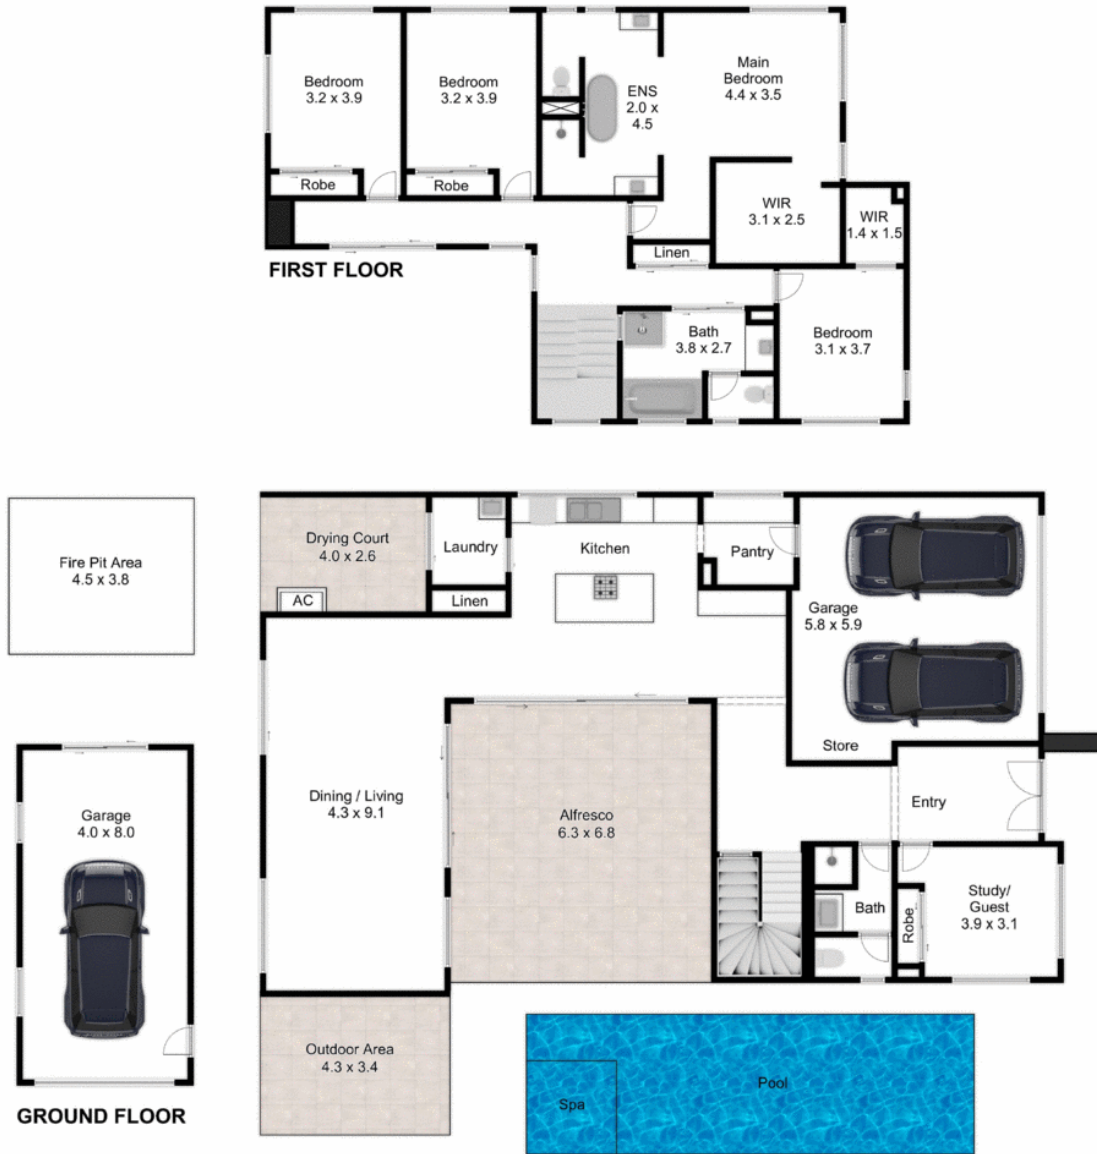 Bedroom
3.2 x 3.9
Robe
Bedroom
3.2 x 3.9
Robe
ENS
2.0 x
4.5
Main
Bedroom
4.4 x 3.5
WIR
3.1 x 2.5
WIR
1.4 x 1.5
Linen
FIRST FLOOR
Bath
3.8 x 2.7
Bedroom
3.1 x 3.7
Fire Pit Area
4.5 x 3.8
Drying Court
4.0 x 2.6
AC
Laundry
Linen
Kitchen
Pantry
Garage
5.8 x 5.9
Store
Garage
4.0 x 8.0
Dining / Living
4.3 x 9.1
Alfresco
6.3 x 6.8
Entry
Bath
Robe
Study/
Guest
3.9 x 3.1
Outdoor Area
4.3 x 3.4
Spa
Pool
GROUND FLOOR